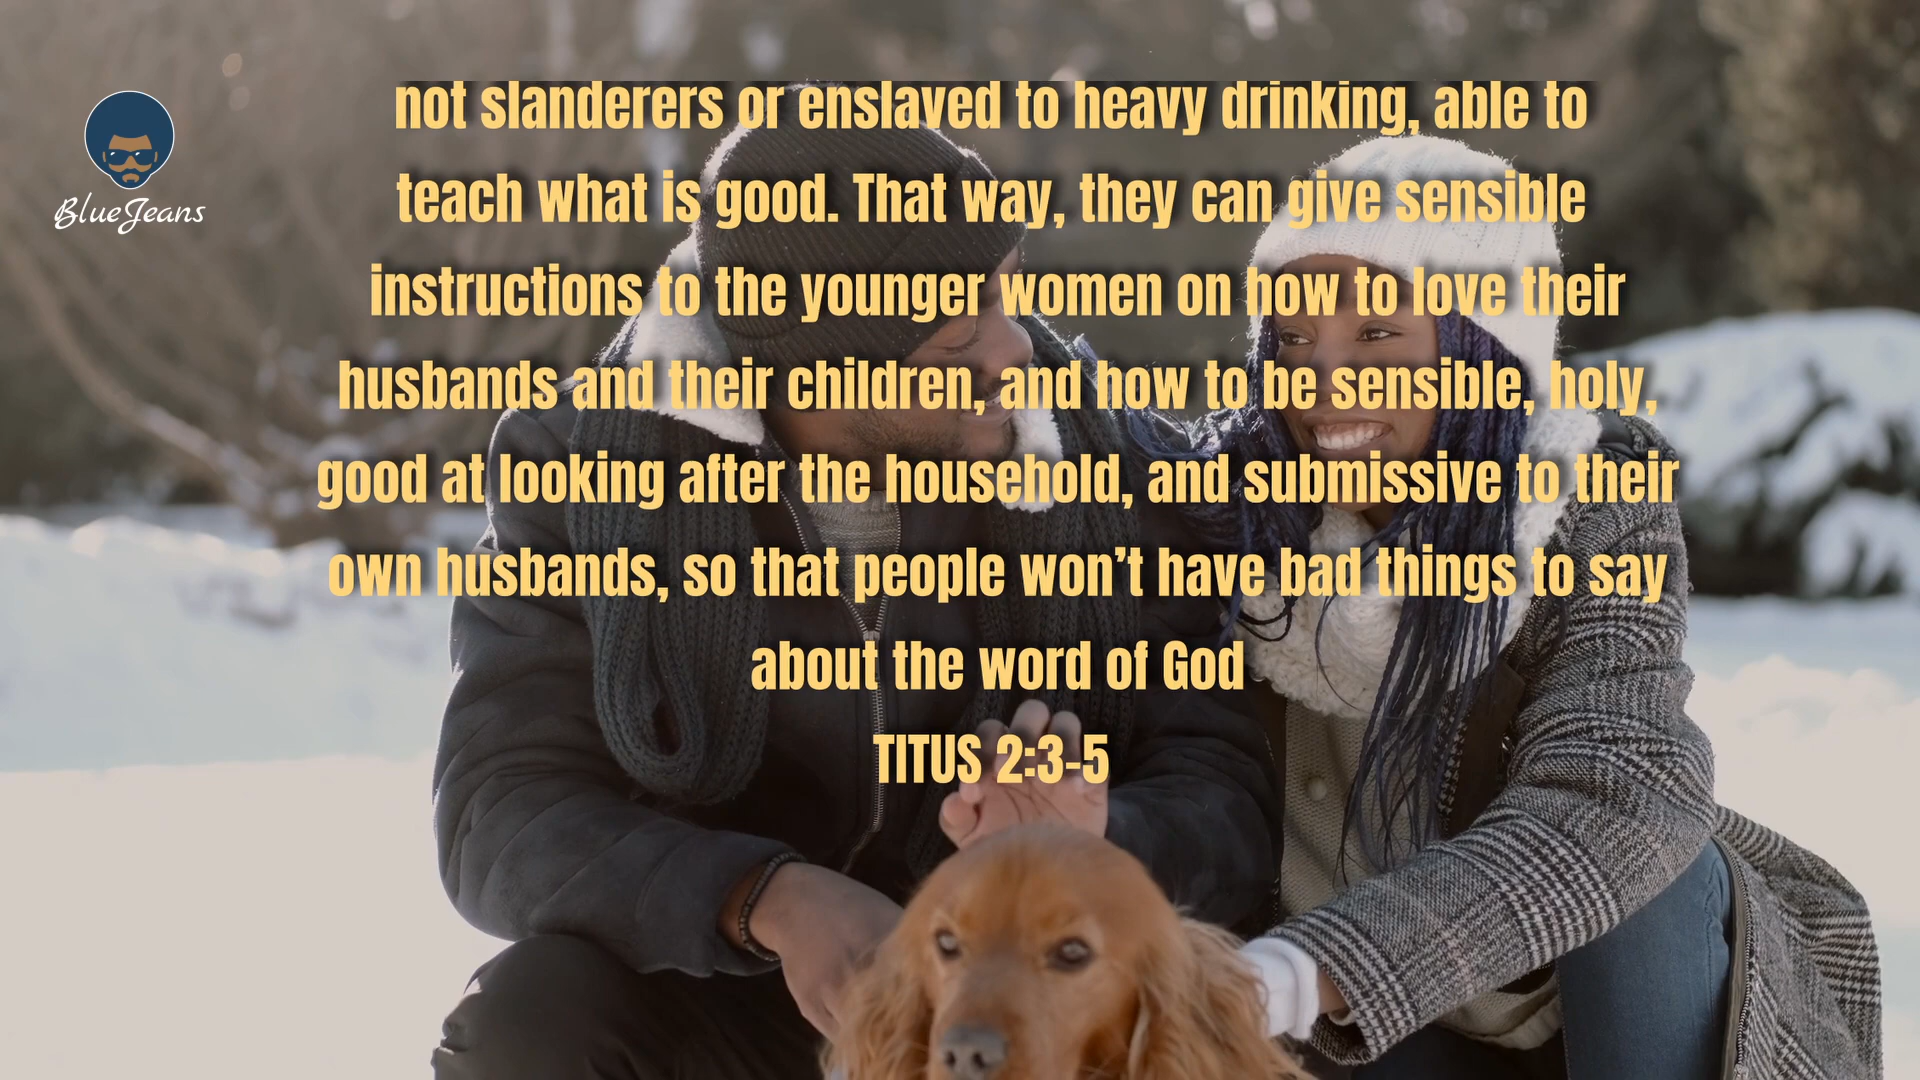 BlueJeans
not slanderers or enslaved to heavy drinking, able to
teach what is good. That way, they can give sensible
instructions to the younger women on how to love their
husbands and their children, and how to be sensible, holy,
good at looking after the household, and submissive to their
own husbands, so that people won’t have bad things to say
about the word of God
TITUS 2:3-5